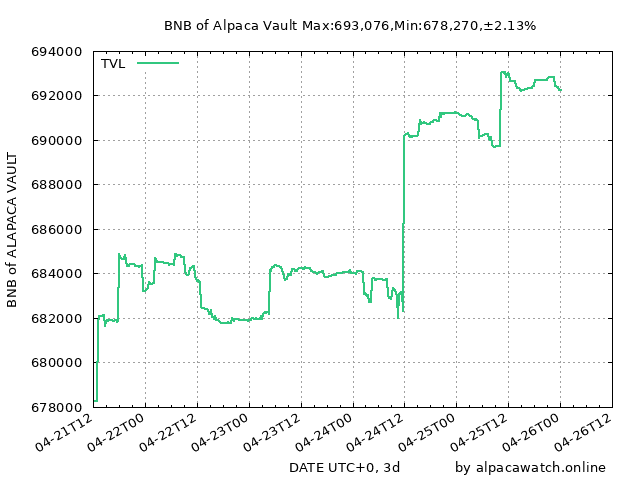 BNB of Alpaca Vault Max:693,076,Min:678,270,±2.13%
TVL
694000
692000
690000
688000
686000
684000
682000
680000
678000
BNB of ALAPACA VAULT
04-21T12
04-22T00
04-22T12
04-23T00
04-23T12
04-24T00
04-24T12
04-25T00
04-25T12
04-26T00
04-26T12
DATE UTC+0, 3d
by alpacawatch.online